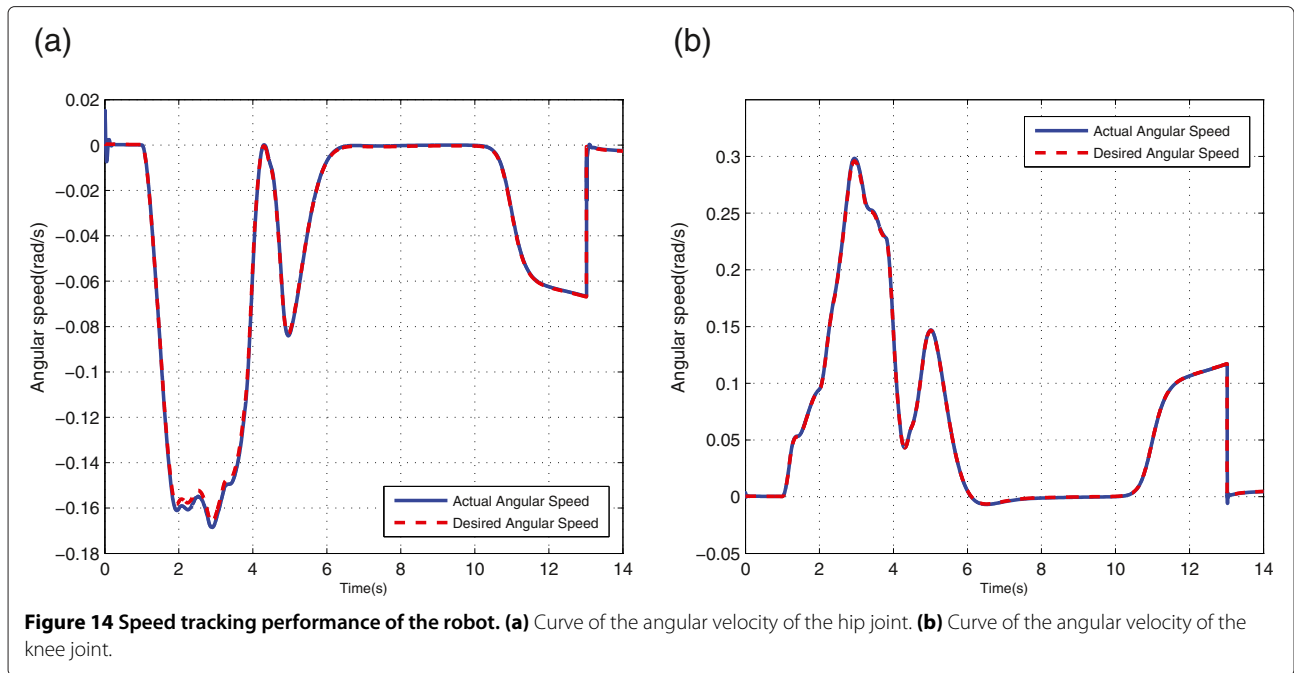 (a)
(b)
0.02
0
−0.02
−0.04
−0.06
−0.08
−0.1
−0.12
−0.14
−0.16
−0.18
Angular speed(rad/s)
0 2 4 6 8 10 12 14
Time(s)
Actual Angular Speed
Desired Angular Speed
0.3
0.25
0.2
0.15
0.1
0.05
0
−0.05
Angular speed(rad/s)
0 2 4 6 8 10 12 14
Time(s)
Actual Angular Speed
Desired Angular Speed
Figure 14 Speed tracking performance of the robot. (a) Curve of the angular velocity of the hip joint. (b) Curve of the angular velocity of the
knee joint.